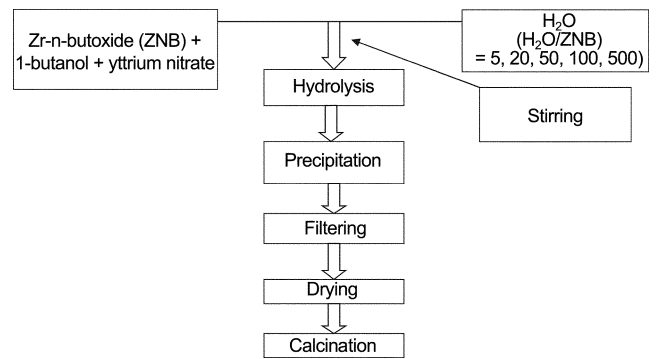 Zr-n-butoxide (ZNB) +
1-butanol + yttrium nitrate
H₂O
(H₂O/ZNB)
= 5, 20, 50, 100, 500)
Stirring
Hydrolysis
Precipitation
Filtering
Drying
Calcination